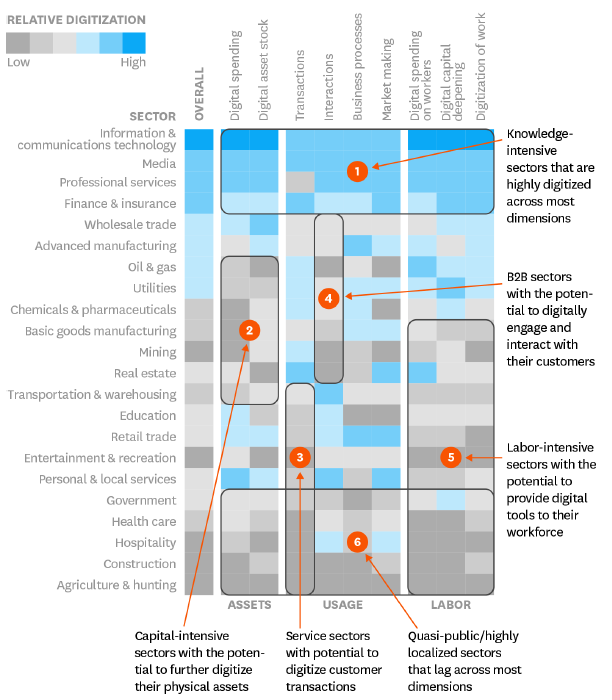 RELATIVE DIGITIZATION
Low
High
SECTOR
OVERALL
Digital spending
Digital asset stock
Transactions
Interactions
Business processes
Market making
Digital spending
on workers
Digital capital
deepening
Digitization of work
Information &
communications technology
Media
Professional services
Finance & insurance
Wholesale trade
Advanced manufacturing
Oil & gas
Utilities
Chemicals & pharmaceuticals
Basic goods manufacturing
Mining
Real estate
Transportation & warehousing
Education
Retail trade
Entertainment & recreation
Personal & local services
Government
Health care
Hospitality
Construction
Agriculture & hunting
1
2
4
3
5
6
Knowledge-
intensive
sectors that are
highly digitized
across most
dimensions
B2B sectors
with the poten-
tial to digitally
engage and
interact with
their customers
Labor-intensive
sectors with the
potential to
provide digital
tools to their
workforce
ASSETS
USAGE
LABOR
Capital-intensive
sectors with the poten-
tial to further digitize
their physical assets
Service sectors
with potential to
digitize customer
transactions
Quasi-public/highly
localized sectors
that lag across most
dimensions